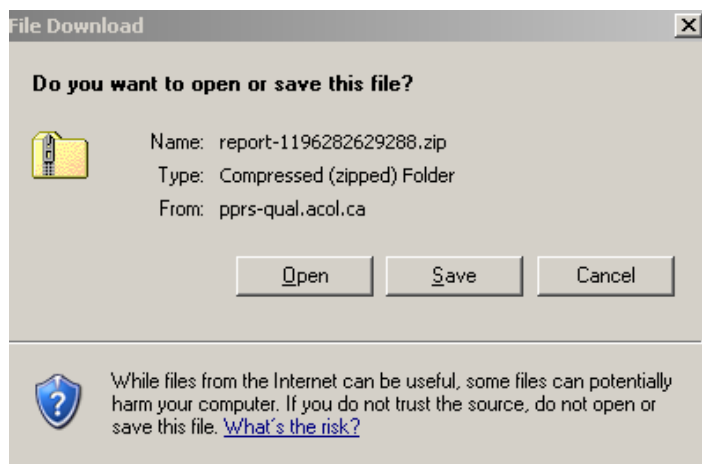 File Download
Do you want to open or save this file?
Name: report-1196282629288.zip
Type: Compressed (zipped) Folder
From: pprs-qual.acol.ca
Open Save Cancel
While files from the Internet can be useful, some files can potentially
harm your computer. If you do not trust the source, do not open or
save this file. What's the risk?